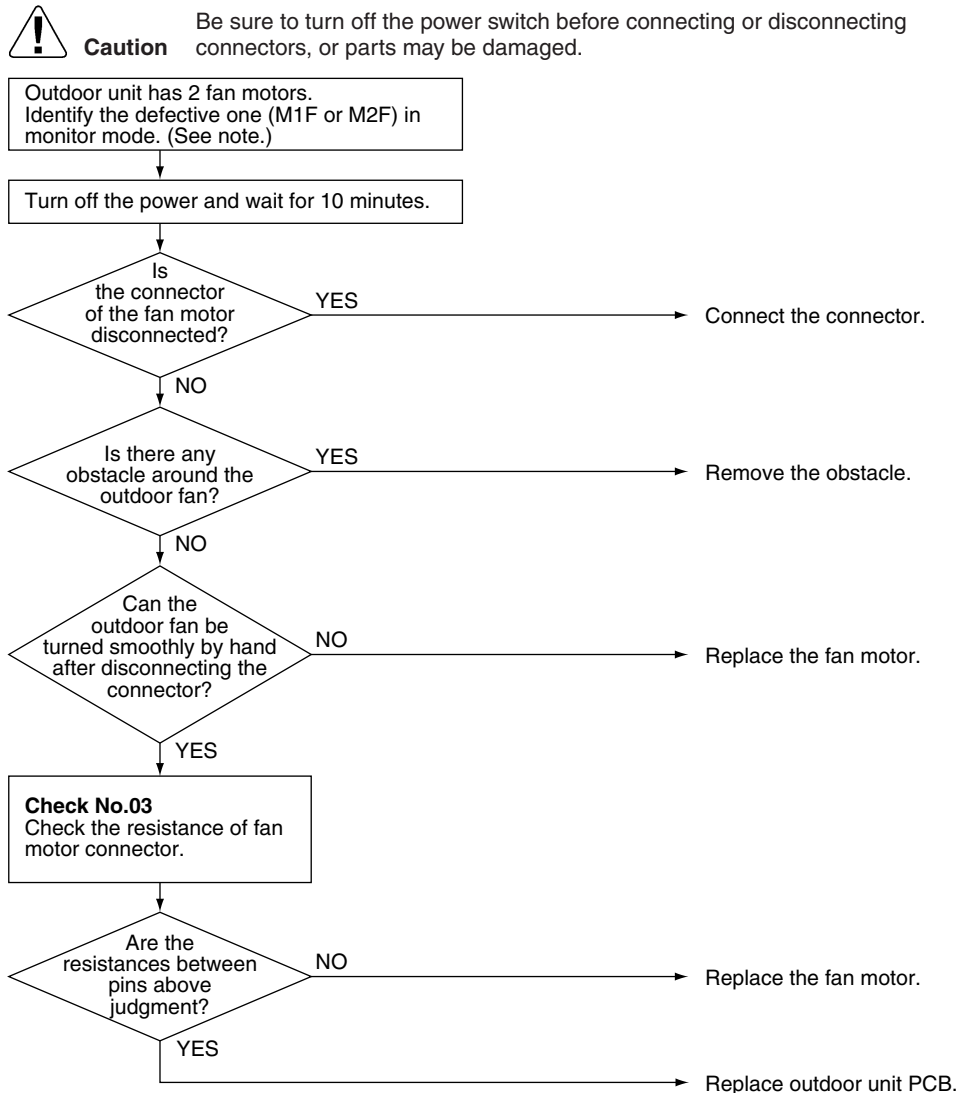 Be sure to turn off the power switch before connecting or disconnecting
Caution connectors, or parts may be damaged.
Outdoor unit has 2 fan motors.
Identify the defective one (M1F or M2F) in
monitor mode. (See note.)
Turn off the power and wait for 10 minutes.
Is
the connector
of the fan motor
disconnected?
YES
Connect the connector.
NO
Is there any
obstacle around the
outdoor fan?
YES
Remove the obstacle.
NO
Can the
outdoor fan be
turned smoothly by hand
after disconnecting the
connector?
NO
Replace the fan motor.
YES
Check No.03
Check the resistance of fan
motor connector.
Are the
resistances between
pins above
judgment?
NO
Replace the fan motor.
YES
Replace outdoor unit PCB.